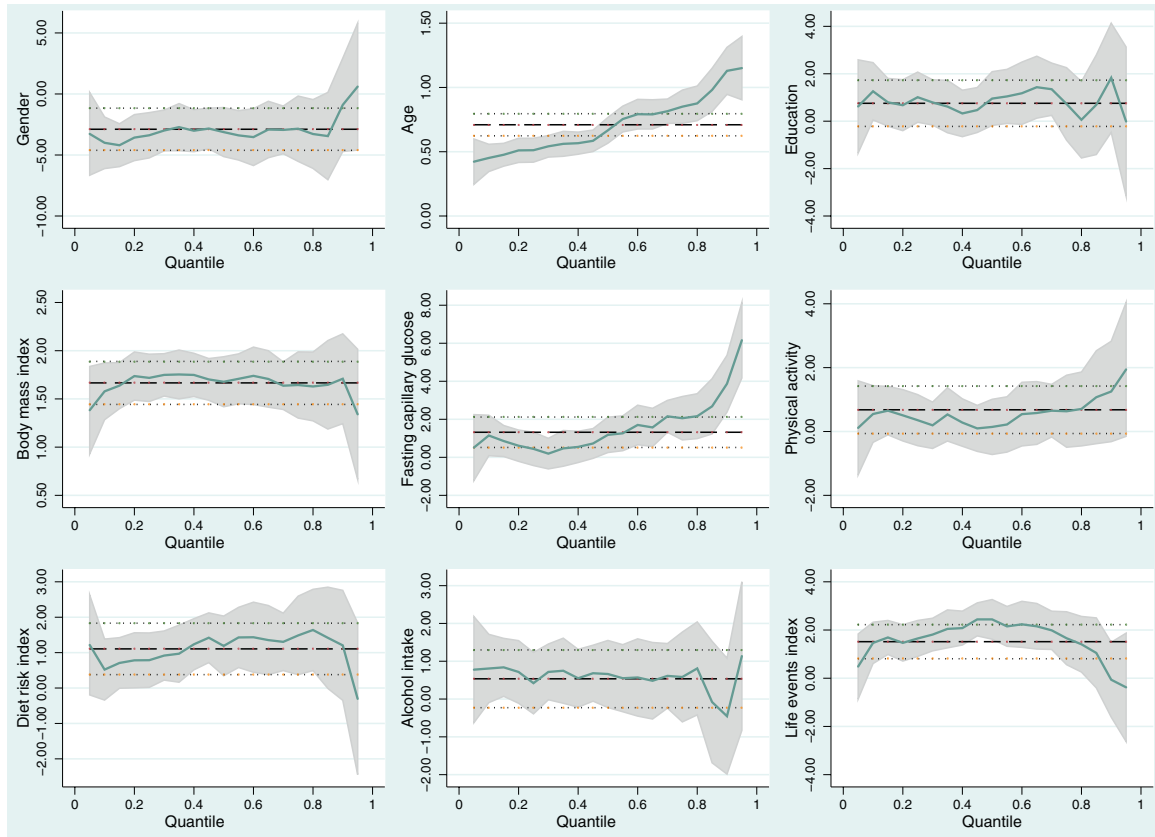 Gender
5.00
0.00
−5.00
−10.00
0 0.2 0.4 0.6 0.8 1
Quantile
Age
1.50
1.00
0.50
0.00
0 0.2 0.4 0.6 0.8 1
Quantile
Education
4.00
2.00
0.00
−2.00
−4.00
0 0.2 0.4 0.6 0.8 1
Quantile
Body mass index
2.50
2.00
1.50
1.00
0.50
0 0.2 0.4 0.6 0.8 1
Quantile
Fasting capillary glucose
8.00
6.00
4.00
2.00
0.00
−2.00
0 0.2 0.4 0.6 0.8 1
Quantile
Physical activity
4.00
2.00
0.00
−2.00
0 0.2 0.4 0.6 0.8 1
Quantile
Diet risk index
3.00
2.00
1.00
0.00
−1.00
−2.00
0 0.2 0.4 0.6 0.8 1
Quantile
Alcohol intake
3.00
2.00
1.00
0.00
−1.00
−2.00
0 0.2 0.4 0.6 0.8 1
Quantile
Life events index
4.00
2.00
0.00
−2.00
−4.00
0 0.2 0.4 0.6 0.8 1
Quantile